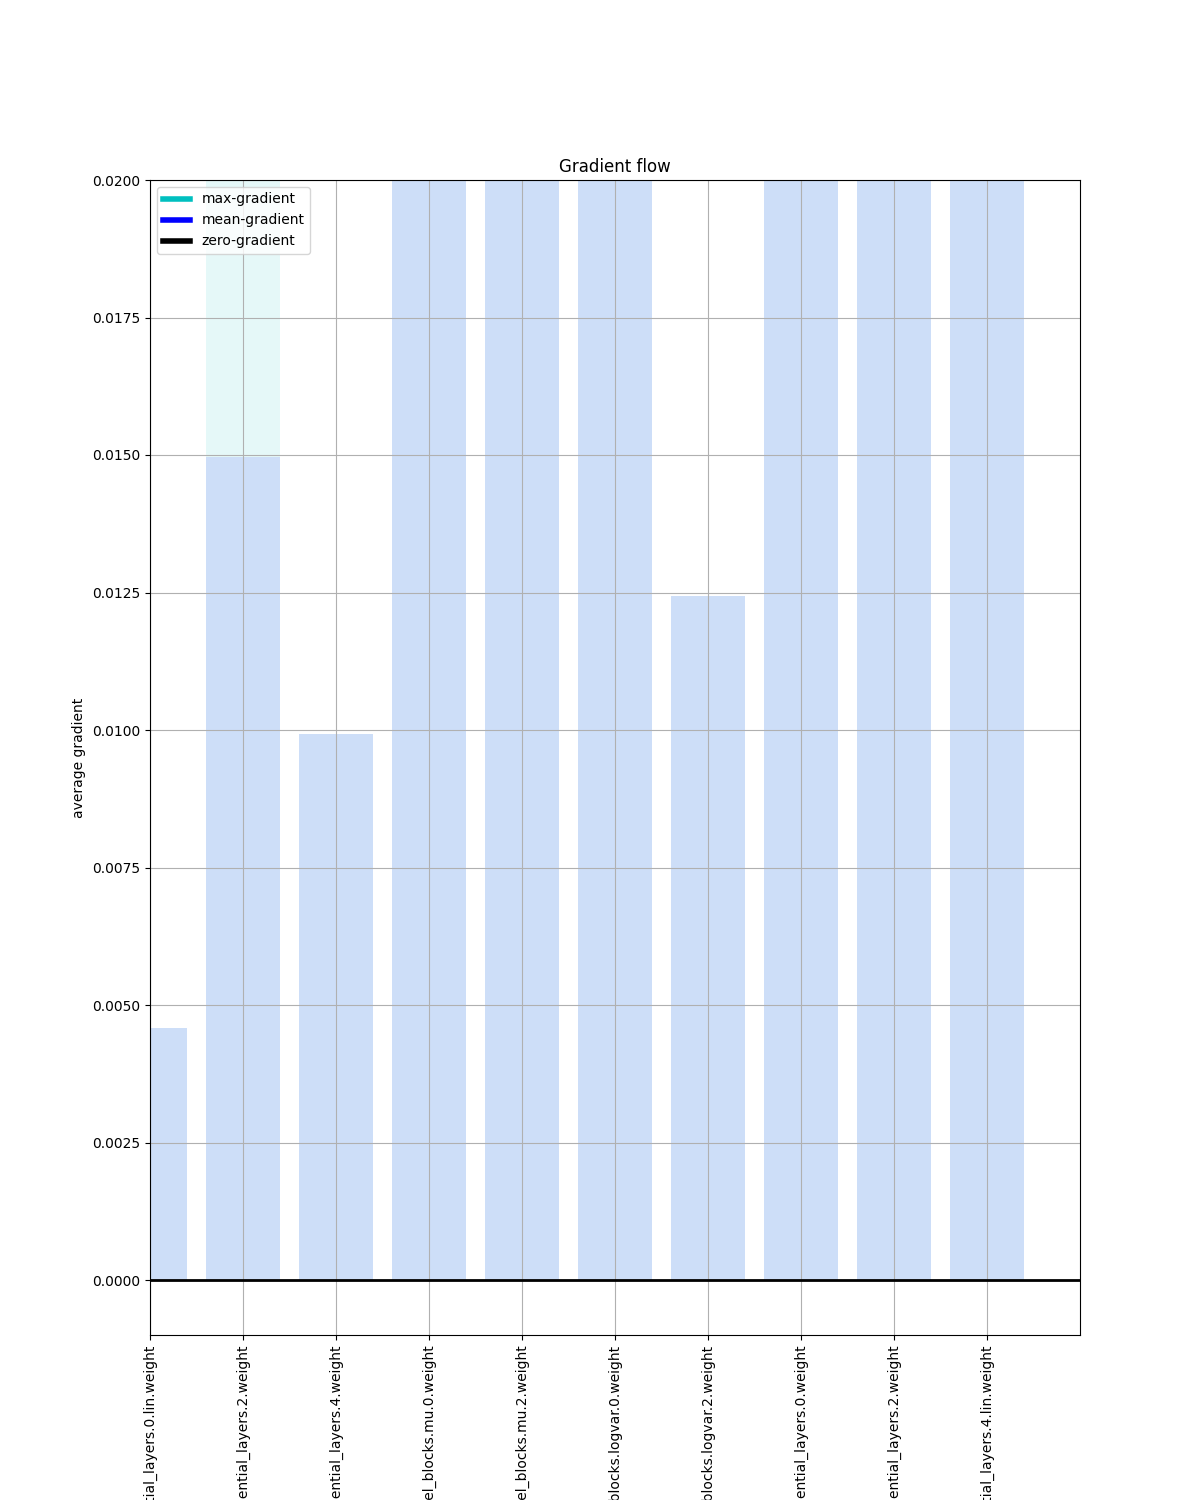 Gradient flow
max-gradient
mean-gradient
zero-gradient
0.0200
0.0175
0.0150
0.0125
0.0100
0.0075
0.0050
0.0025
0.0000
average gradient
tial_layers.0.lin.weight
ential_layers.2.weight
ential_layers.4.weight
el_blocks.mu.0.weight
el_blocks.mu.2.weight
blocks.logvar.0.weight
blocks.logvar.2.weight
ential_layers.0.weight
ential_layers.2.weight
tial_layers.4.lin.weight